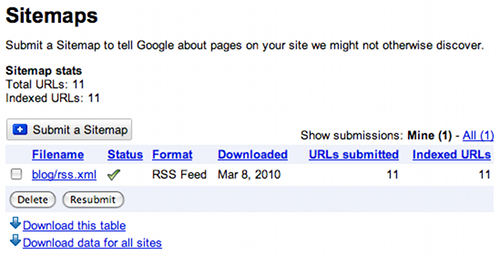 Sitemaps
Submit a Sitemap to tell Google about pages on your site we might not otherwise discover.
Sitemap stats
Total URLs: 11
Indexed URLs: 11
Submit a Sitemap
Show submissions: Mine (1) - All (1)
Filename Status Format Downloaded URLs submitted Indexed URLs
blog/rss.xml RSS Feed Mar 8, 2010 11 11
Delete Resubmit
Download this table
Download data for all sites